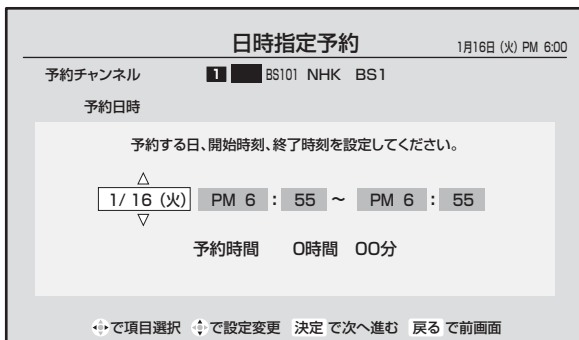 日時指定予約 1月16日 (火) PM 6:00
予約チャンネル 1 BS101 NHK BS1
予約日時
予約する日、開始時刻、終了時刻を設定してください。
△
1/ 16 (火) PM 6 : 55 ～ PM 6 : 55
▽
予約時間 0時間 00分
で項目選択 で設定変更 決定 で次へ進む 戻る で前画面